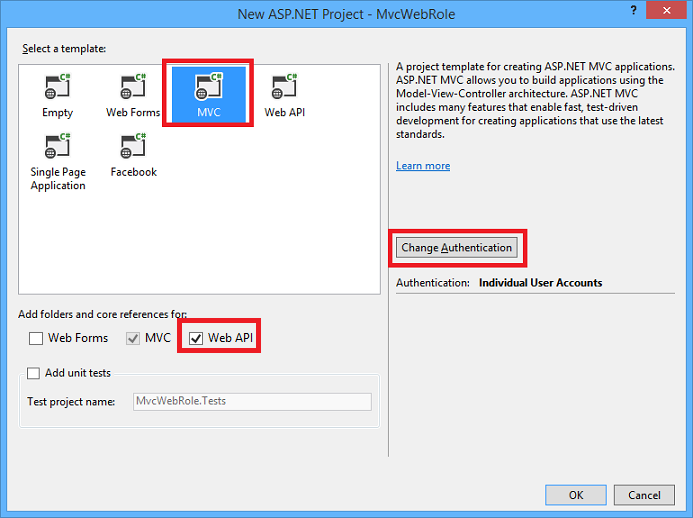 New ASP.NET Project - MvcWebRole
? ✕
Select a template:
C# C# C# C#
Empty Web Forms MVC Web API
C# C#
Single Page Application Facebook
A project template for creating ASP.NET MVC applications.
ASP.NET MVC allows you to build applications using the
Model-View-Controller architecture. ASP.NET MVC
includes many features that enable fast, test-driven
development for creating applications that use the latest
standards.
Learn more
Change Authentication
Authentication: Individual User Accounts
Add folders and core references for:
Web Forms MVC Web API
Add unit tests
Test project name: MvcWebRole.Tests
OK Cancel